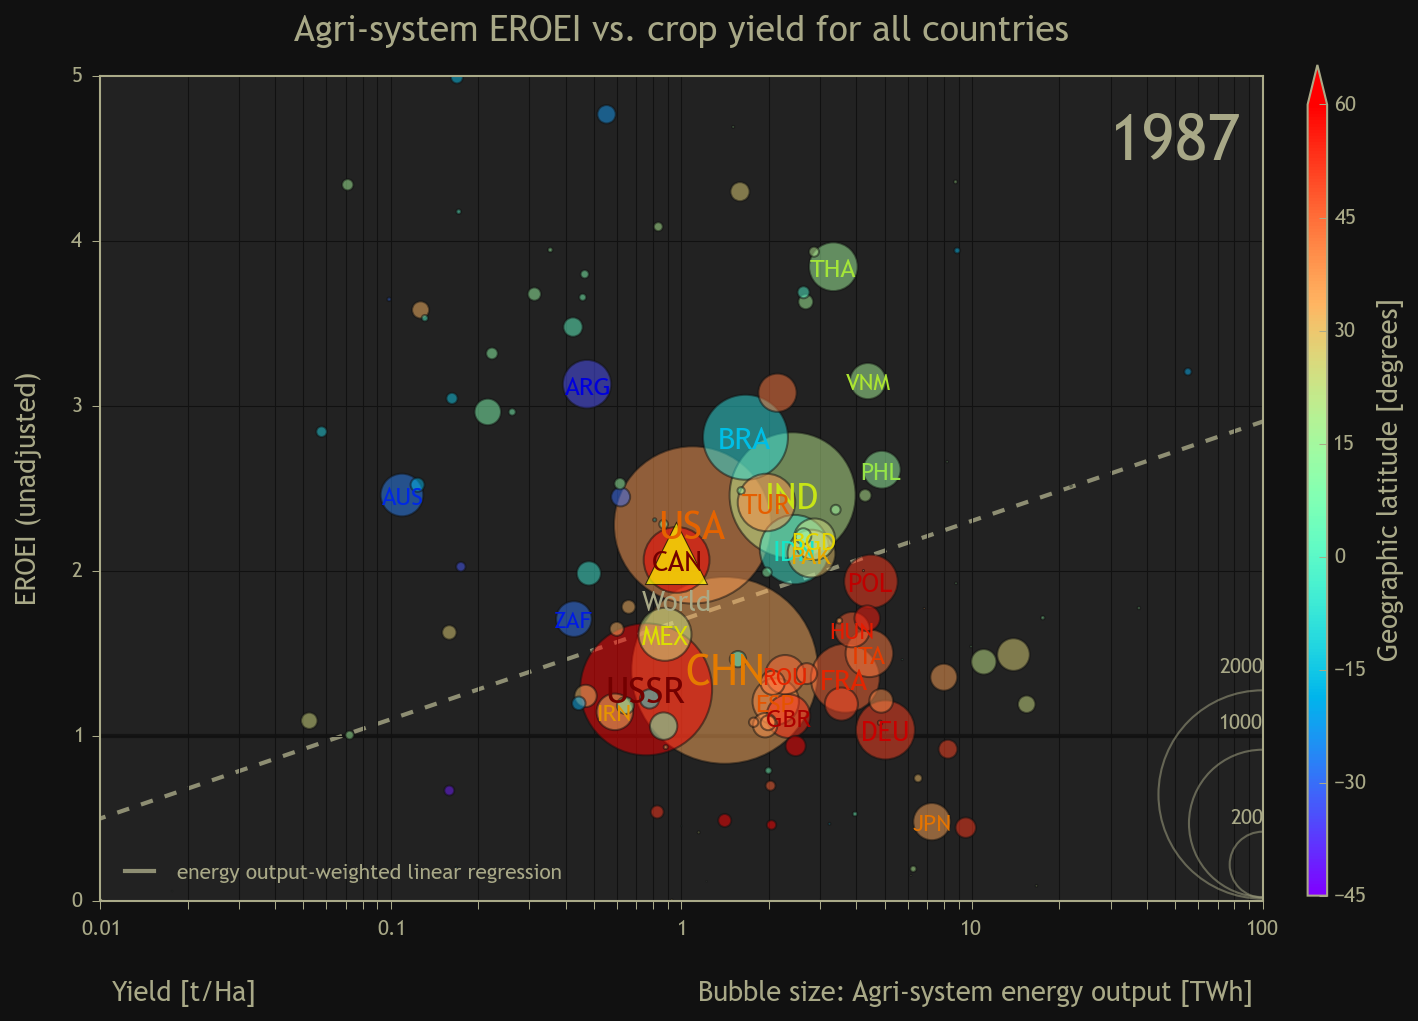 Agri-system EROEI vs. crop yield for all countries
1987
EROEI (unadjusted)
5
4
3
2
1
0
THA
VNM
ARG
BRA
PHL
AUS
IND
TUR
USA
BGD
IDN
PAK
CAN
POL
World
ZAF
MEX
HUN
ITA
CHN
ROU
FRA
USSR
ESP
IRN
GBR
DEU
JPN
2000
1000
200
energy output-weighted linear regression
0.01
0.1
1
10
100
Yield [t/Ha]
Bubble size: Agri-system energy output [TWh]
60
45
30
15
0
−15
−30
−45
Geographic latitude [degrees]